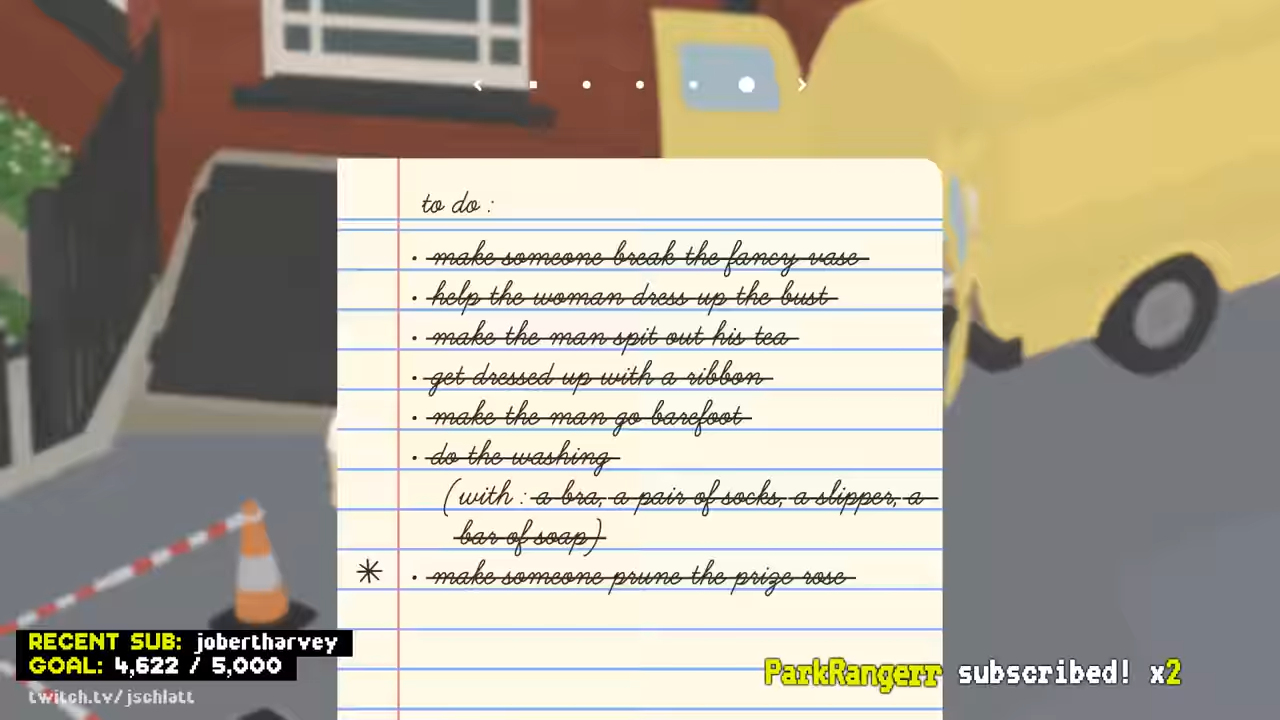 to do :
· make someone break the fancy vase
· help the woman dress up the bust
· make the man spit out his tea
· get dressed up with a ribbon
· make the man go barefoot
· do the washing
(with : a bra, a pair of socks, a slipper, a
bar of soap)
· make someone prune the prize rose
RECENT SUB: jobertharvey
GOAL: 4,622 / 5,000
twitch.tv/jschlatt
ParkRangerr subscribed! x2